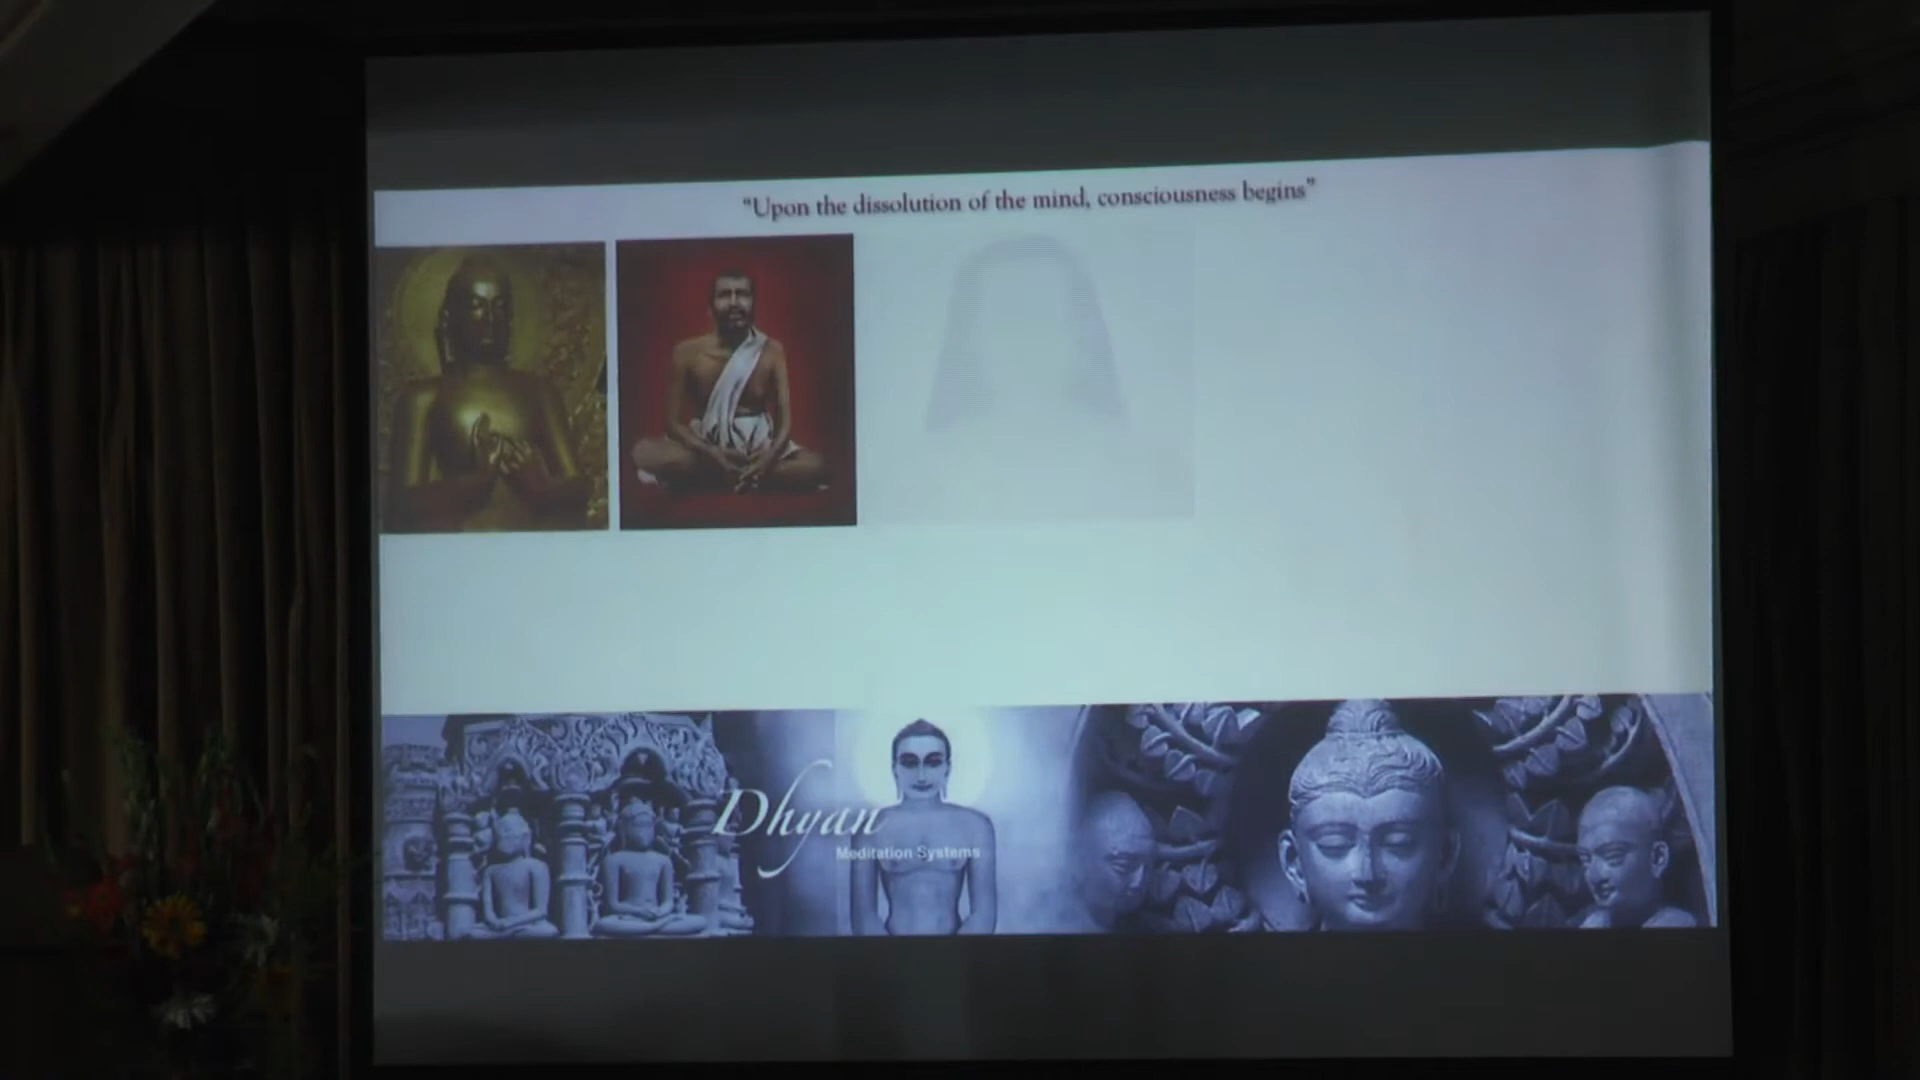 “Upon the dissolution of the mind, consciousness begins”
Dhyan
Meditation Systems